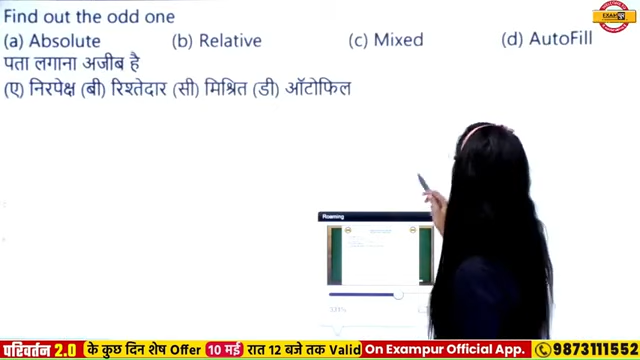 Find out the odd one
(a) Absolute (b) Relative (c) Mixed (d) AutoFill
पता लगाना अजीब है
(ए) निरपेक्ष (बी) रिश्तेदार (सी) मिश्रित (डी) ऑटोफिल
Roaming
परिवर्तन 2.0 के कुछ दिन शेष Offer 10 मई रात 12 बजे तक Valid On Exampur Official App. 9873111552